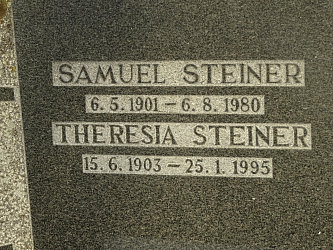 SAMUEL STEINER
6.5.1901 – 6.8.1980
THERESIA STEINER
15.6.1903 – 25.1.1995